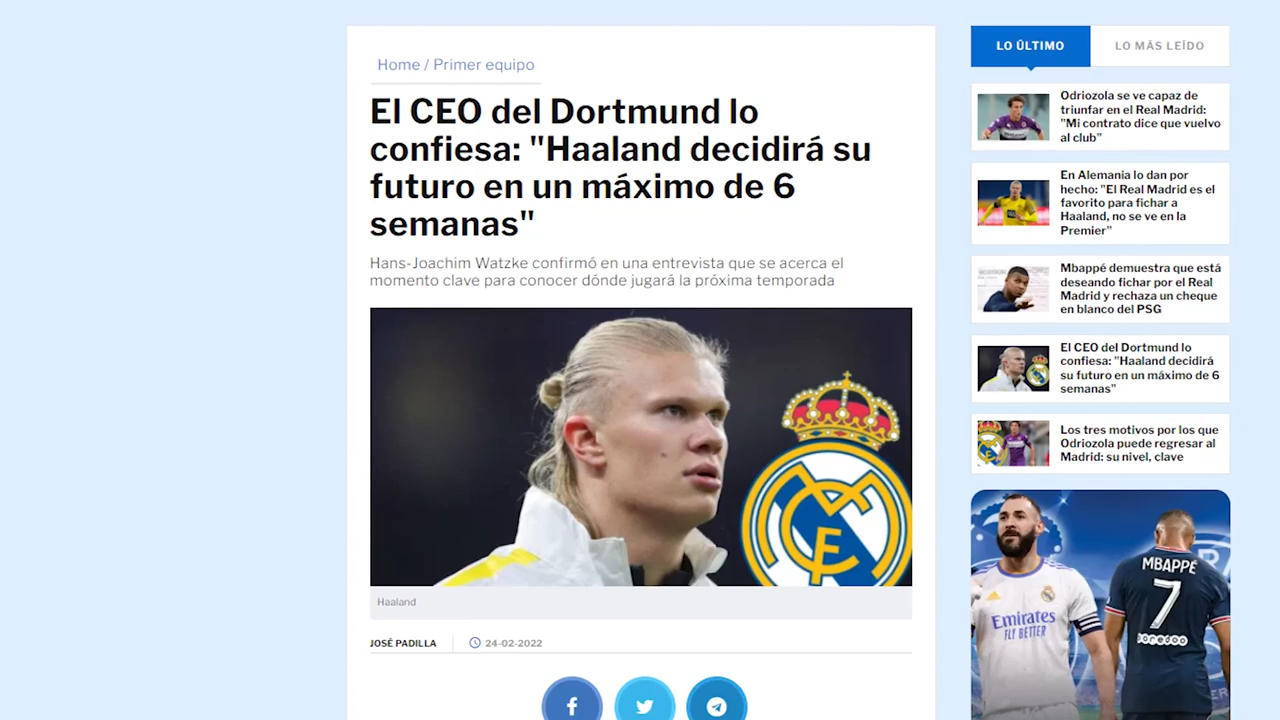 Home / Primer equipo
El CEO del Dortmund lo
confiesa: "Haaland decidirá su
futuro en un máximo de 6
semanas"
Hans-Joachim Watzke confirmó en una entrevista que se acerca el
momento clave para conocer dónde jugará la próxima temporada
Haaland
JOSÉ PADILLA
24-02-2022
LO ÚLTIMO
LO MÁS LEÍDO
Odriozola se ve capaz de
triunfar en el Real Madrid:
"Mi contrato dice que vuelvo
al club"
En Alemania lo dan por
hecho: "El Real Madrid es el
favorito para fichar a
Haaland, no se ve en la
Premier"
Mbappé demuestra que está
deseando fichar por el Real
Madrid y rechaza un cheque
en blanco del PSG
El CEO del Dortmund lo
confiesa: "Haaland decidirá
su futuro en un máximo de 6
semanas"
Los tres motivos por los que
Odriozola puede regresar al
Madrid: su nivel, clave
Emirates
FLY BETTER
MBAPPÉ
7
ooredoo